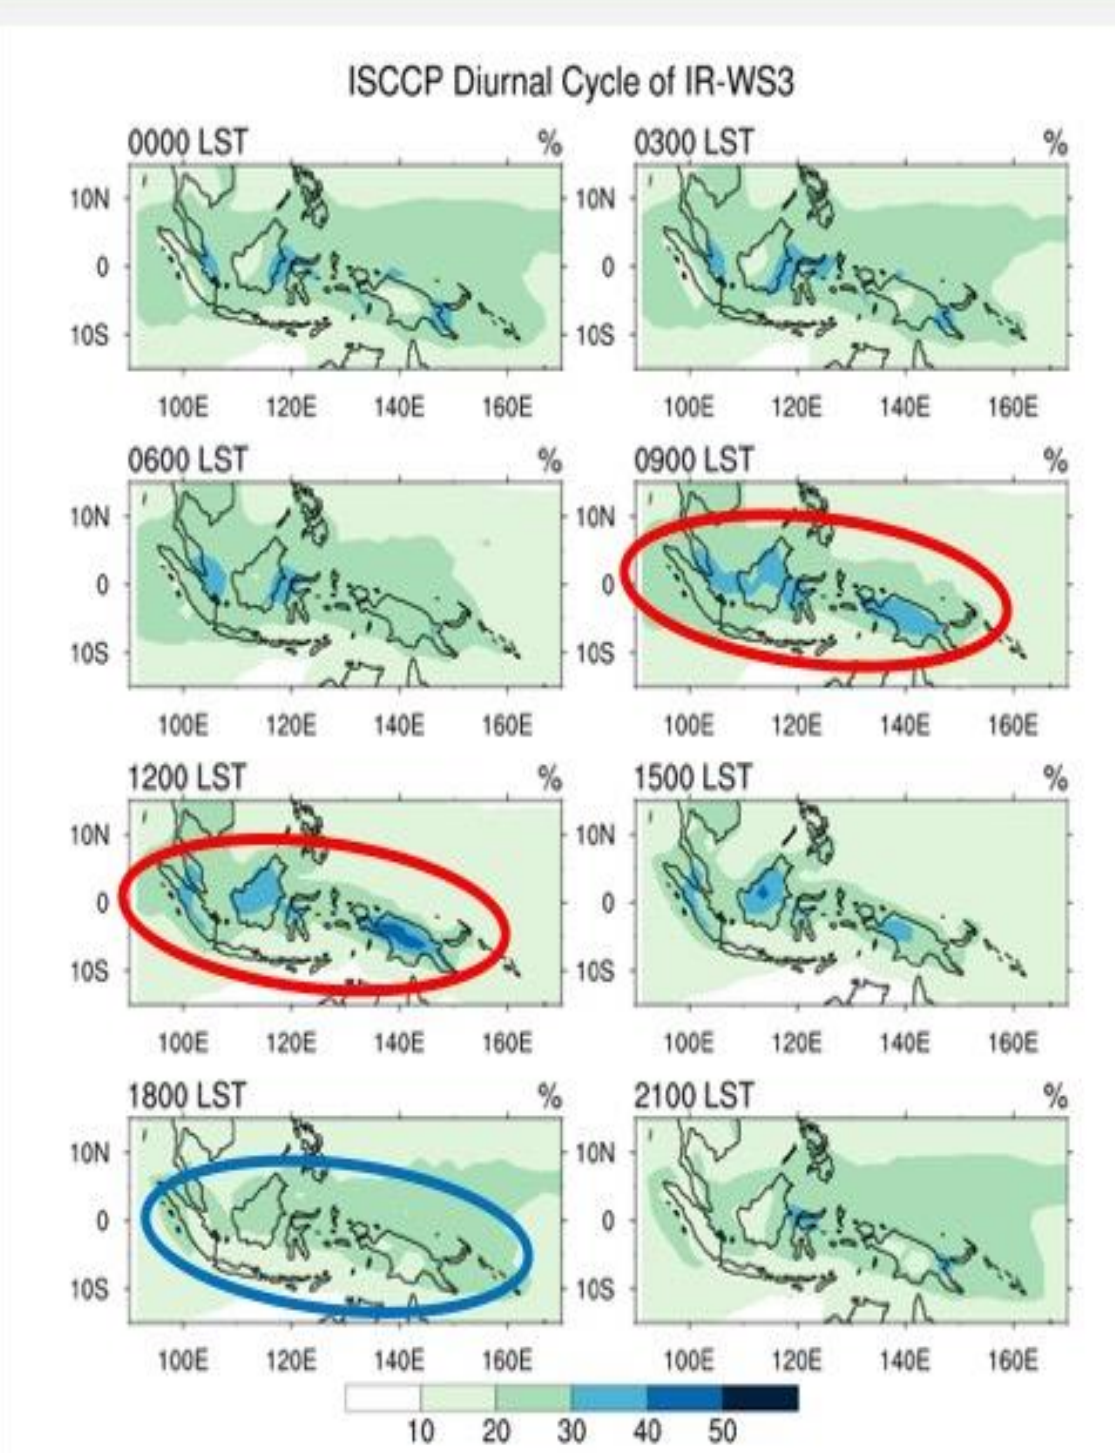 ISCCP Diurnal Cycle of IR-WS3
0000 LST % 0300 LST %
10N 10N
0 0
10S 10S
100E 120E 140E 160E 100E 120E 140E 160E
0600 LST % 0900 LST %
10N 10N
0 0
10S 10S
100E 120E 140E 160E 100E 120E 140E 160E
1200 LST % 1500 LST %
10N 10N
0 0
10S 10S
100E 120E 140E 160E 100E 120E 140E 160E
1800 LST % 2100 LST %
10N 10N
0 0
10S 10S
100E 120E 140E 160E 100E 120E 140E 160E
10 20 30 40 50